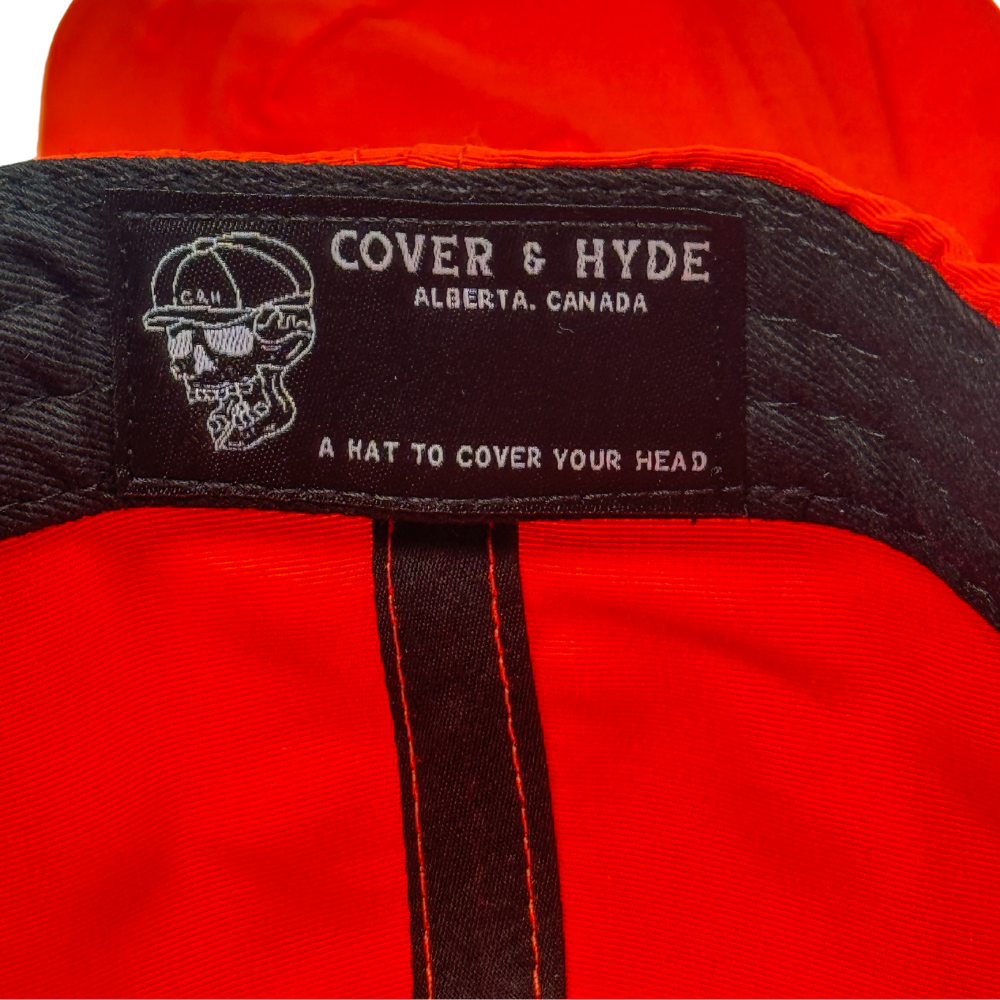 COVER & HYDE
ALBERTA. CANADA
C&H
A HAT TO COVER YOUR HEAD.